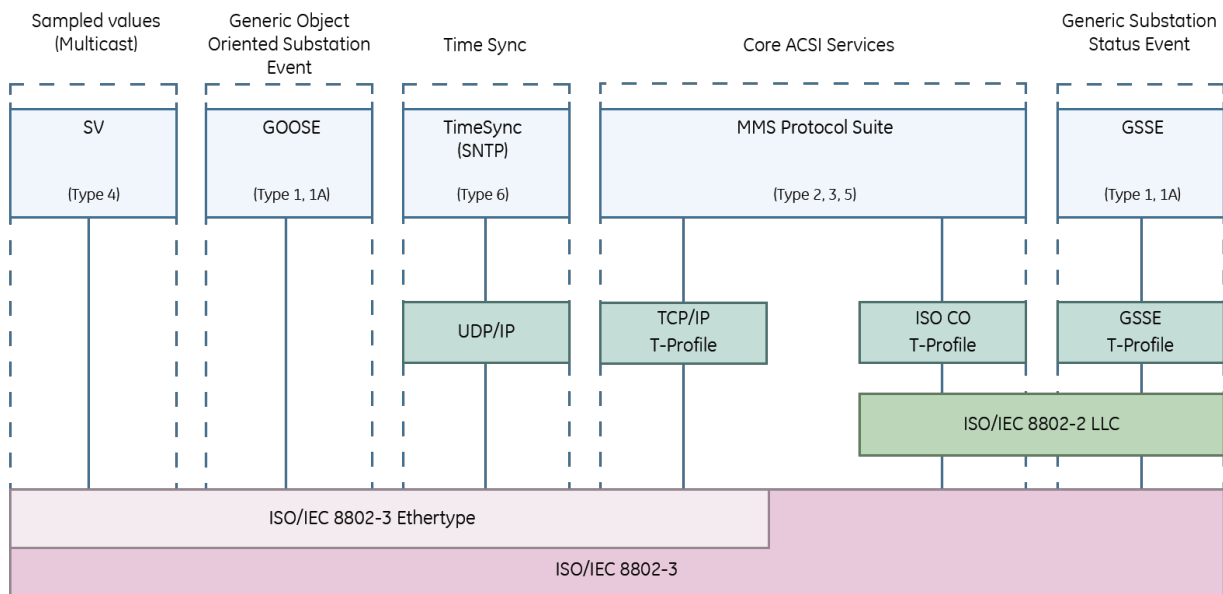 Sampled values
(Multicast)
Generic Object
Oriented Substation
Event
Time Sync
Core ACSI Services
Generic Substation
Status Event
SV
(Type 4)
GOOSE
(Type 1, 1A)
TimeSync
(SNTP)
(Type 6)
MMS Protocol Suite
(Type 2, 3, 5)
GSSE
(Type 1, 1A)
UDP/IP
TCP/IP
T-Profile
ISO CO
T-Profile
GSSE
T-Profile
ISO/IEC 8802-2 LLC
ISO/IEC 8802-3 Ethertype
ISO/IEC 8802-3